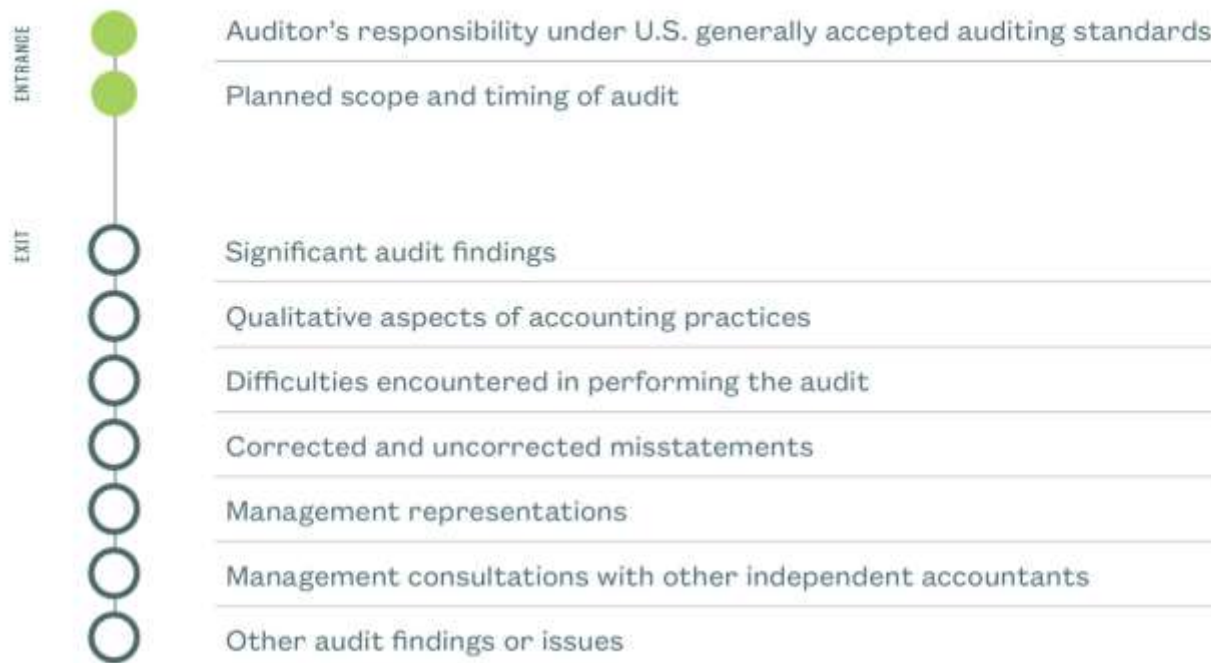 ENTRANCE
Auditor's responsibility under U.S. generally accepted auditing standards
Planned scope and timing of audit
EXIT
Significant audit findings
Qualitative aspects of accounting practices
Difficulties encountered in performing the audit
Corrected and uncorrected misstatements
Management representations
Management consultations with other independent accountants
Other audit findings or issues